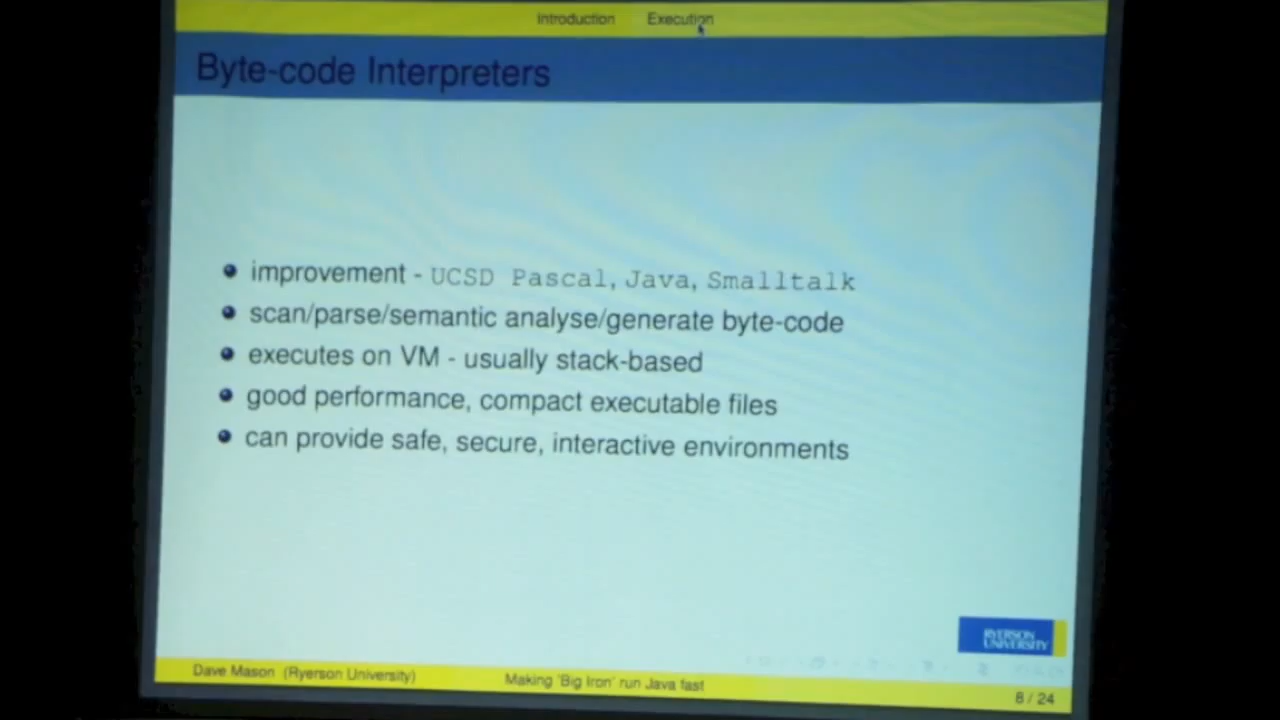 Introduction Execution
Byte-code Interpreters
improvement - UCSD Pascal, Java, Smalltalk
scan/parse/semantic analyse/generate byte-code
executes on VM - usually stack-based
good performance, compact executable files
can provide safe, secure, interactive environments
RYERSON
UNIVERSITY
Dave Mason (Ryerson University) Making 'Big Iron' run Java fast
8 / 24